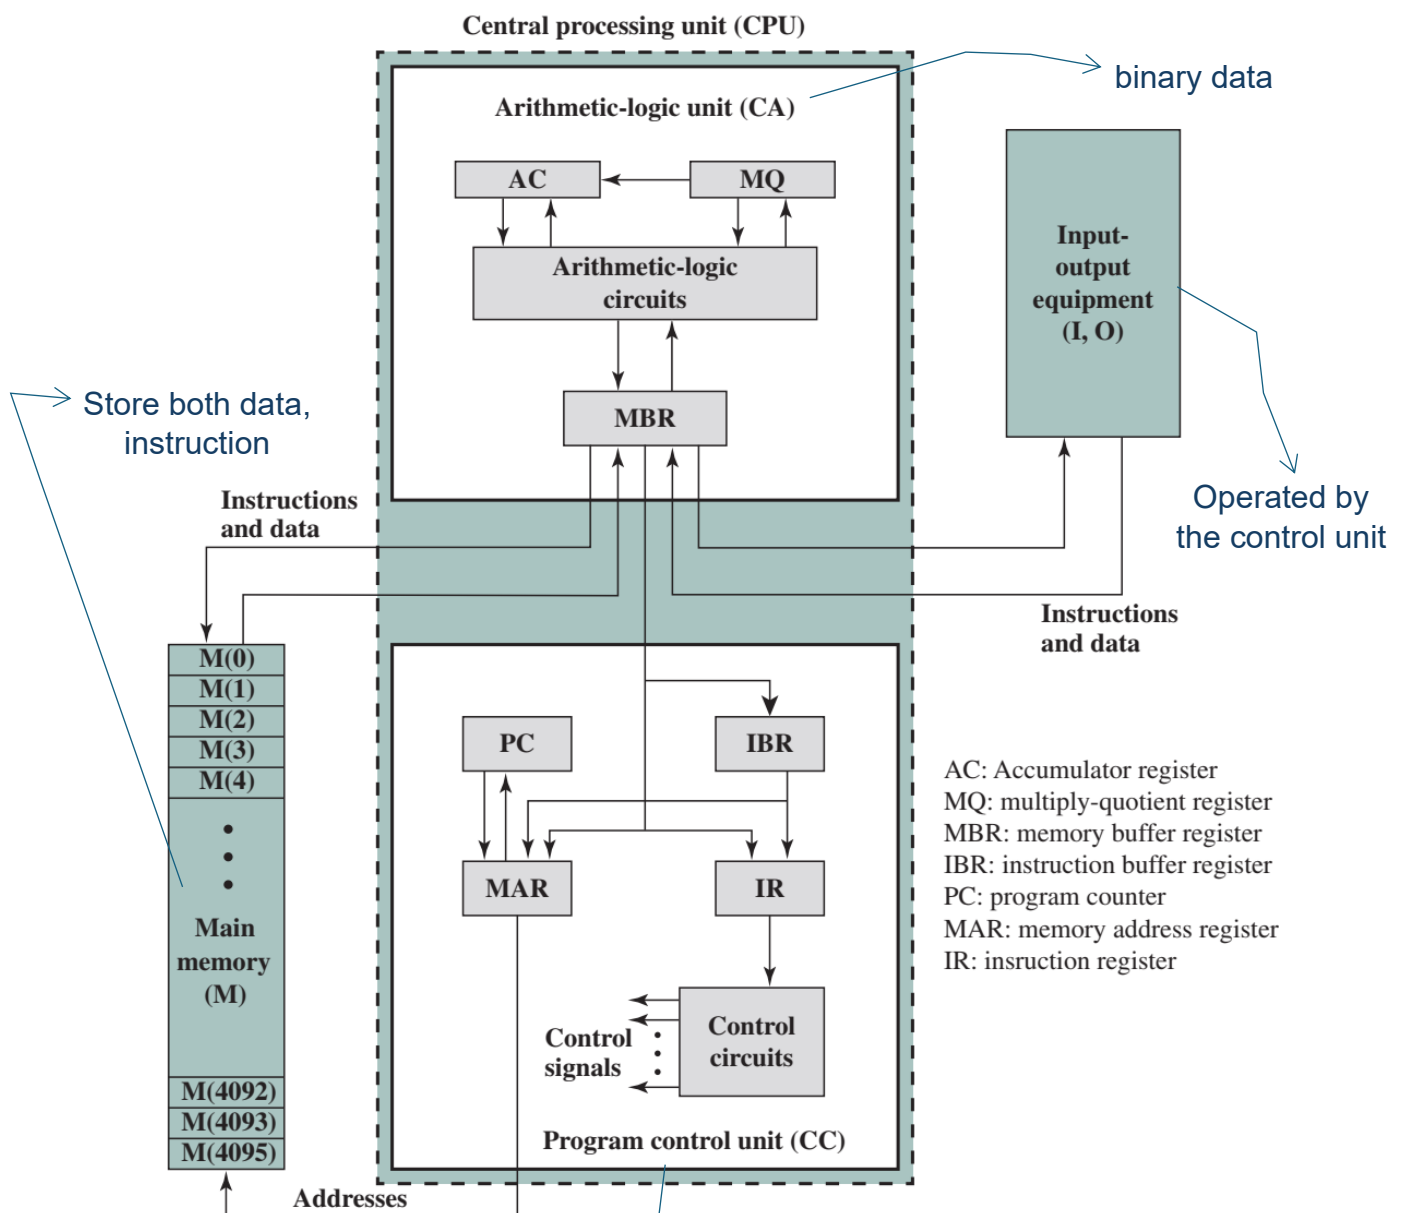 Central processing unit (CPU)
Arithmetic-logic unit (CA)
binary data
AC
MQ
Arithmetic-logic
circuits
MBR
Input-
output
equipment
(I, O)
Store both data,
instruction
Operated by
the control unit
Instructions
and data
Instructions
and data
M(0)
M(1)
M(2)
M(3)
M(4)
Main
memory
(M)
M(4092)
M(4093)
M(4095)
PC
IBR
MAR
IR
Control
signals
Control
circuits
Program control unit (CC)
Addresses
AC: Accumulator register
MQ: multiply-quotient register
MBR: memory buffer register
IBR: instruction buffer register
PC: program counter
MAR: memory address register
IR: insruction register